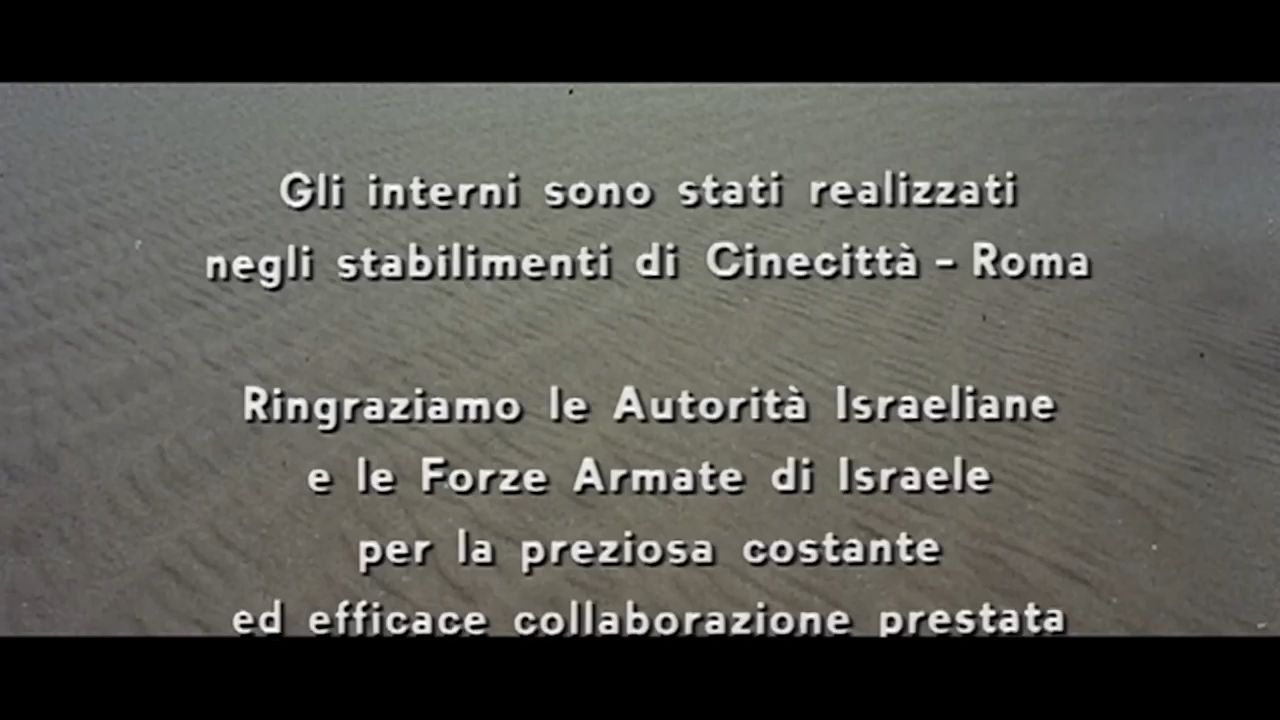 Gli interni sono stati realizzati
negli stabilimenti di Cinecittà - Roma
Ringraziamo le Autorità Israeliane
e le Forze Armate di Israele
per la preziosa costante
ed efficace collaborazione prestata